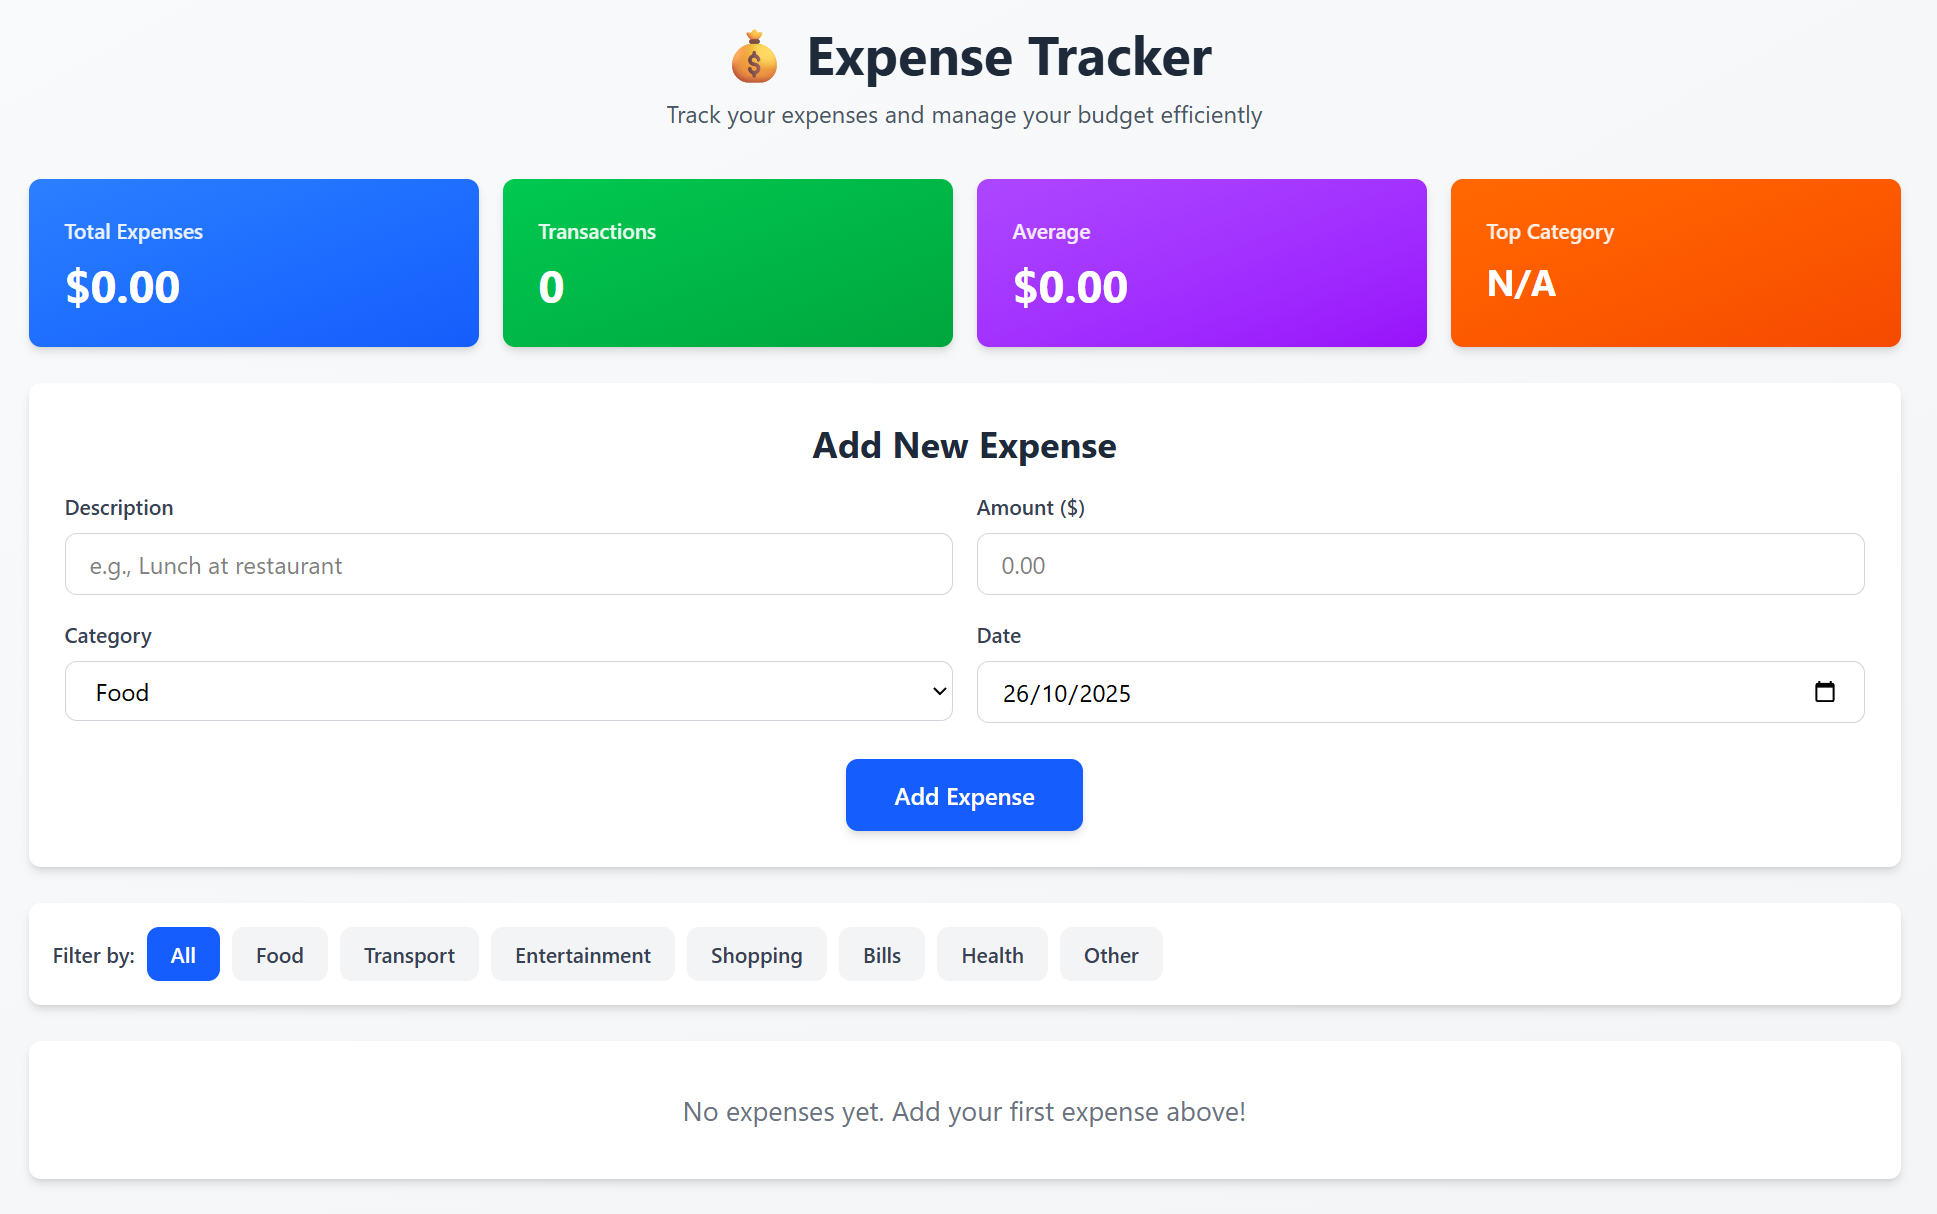 Expense Tracker
Track your expenses and manage your budget efficiently
Total Expenses
$0.00
Transactions
0
Average
$0.00
Top Category
N/A
Add New Expense
Description
e.g., Lunch at restaurant
Amount ($)
0.00
Category
Food
Date
26/10/2025
Add Expense
Filter by: All Food Transport Entertainment Shopping Bills Health Other
No expenses yet. Add your first expense above!